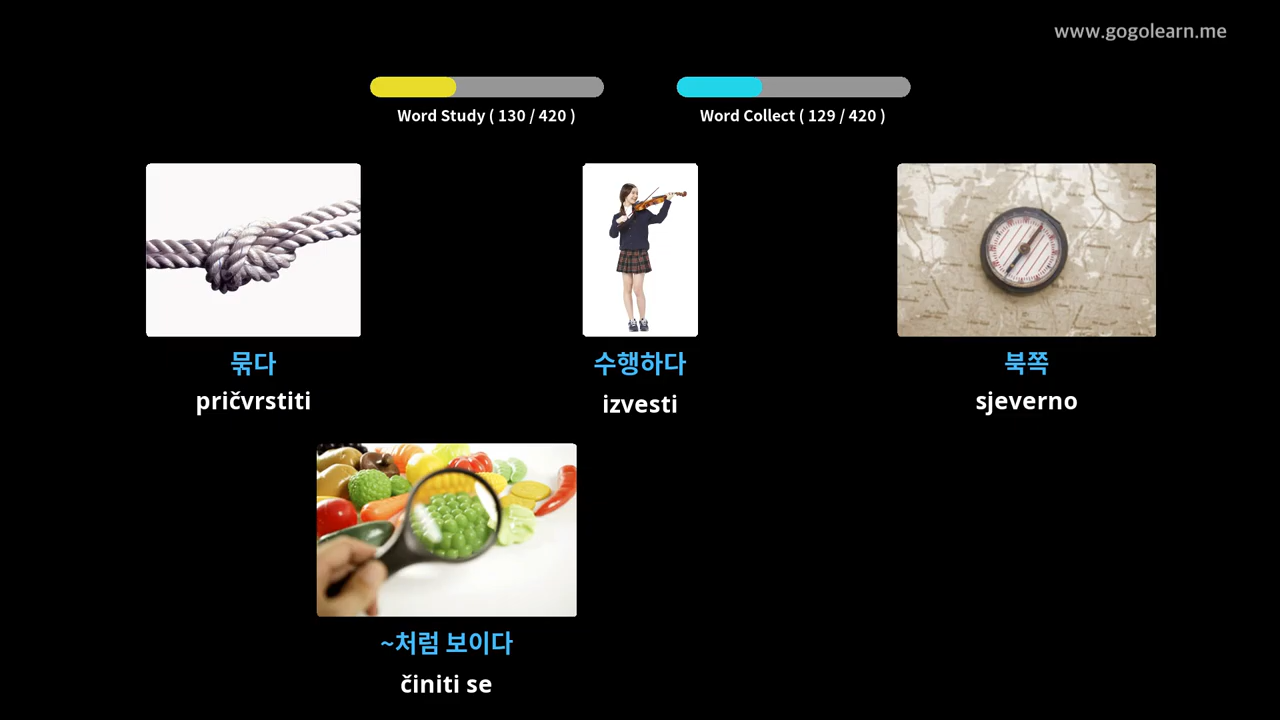 www.gogolearn.me
Word Study ( 130 / 420 )
Word Collect ( 129 / 420 )
묶다
수행하다
북쪽
pričvrstiti
izvesti
sjeverno
~처럼 보이다
činiti se